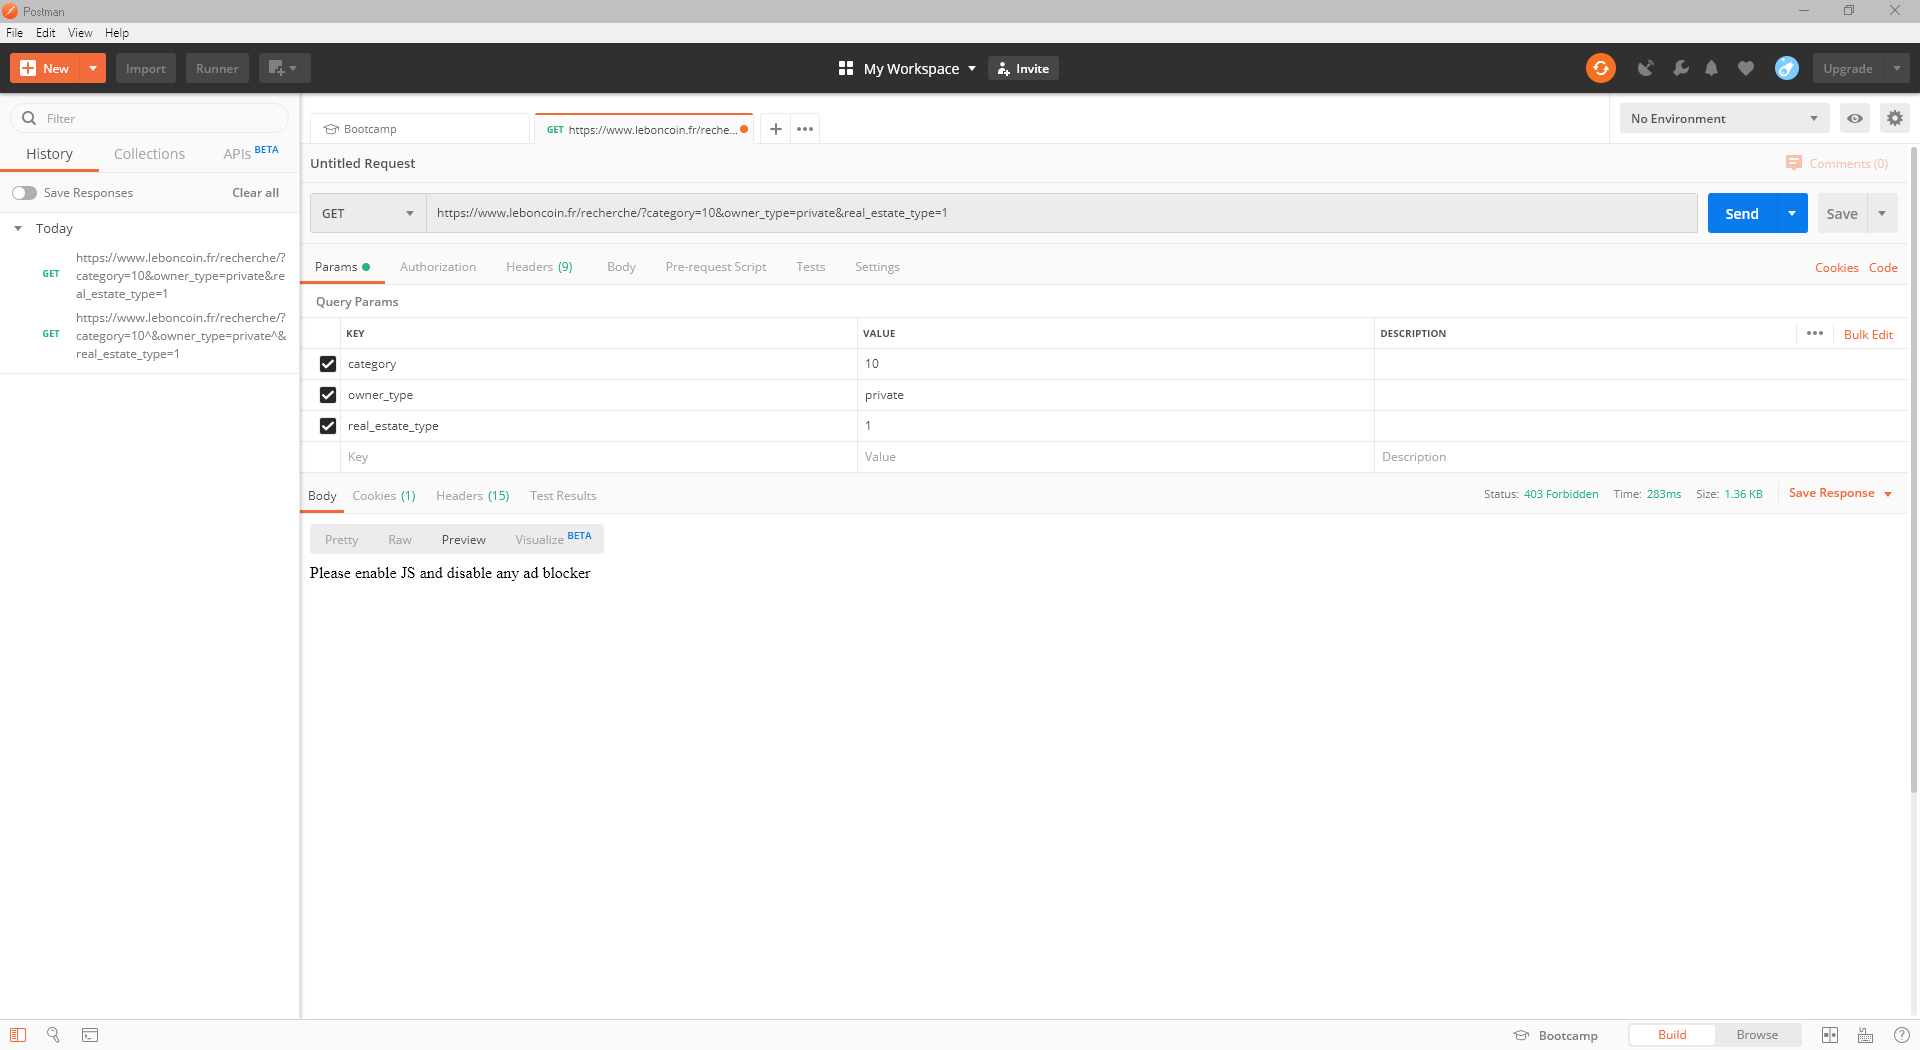 Postman
File Edit View Help
New Import Runner My Workspace Invite Upgrade
Filter
History Collections APIs BETA
Save Responses Clear all
Today
GET https://www.leboncoin.fr/recherche/?
category=10&owner_type=private&re
al_estate_type=1
GET https://www.leboncoin.fr/recherche/?
category=10^&owner_type=private^&
real_estate_type=1
Bootcamp GET https://www.leboncoin.fr/reche... No Environment
Untitled Request Comments (0)
GET https://www.leboncoin.fr/recherche/?category=10&owner_type=private&real_estate_type=1 Send Save
Params Authorization Headers (9) Body Pre-request Script Tests Settings Cookies Code
Query Params
KEY VALUE DESCRIPTION Bulk Edit
category 10
owner_type private
real_estate_type 1
Key Value Description
Body Cookies (1) Headers (15) Test Results Status: 403 Forbidden Time: 283ms Size: 1.36 KB Save Response
Pretty Raw Preview Visualize BETA
Please enable JS and disable any ad blocker
Bootcamp Build Browse